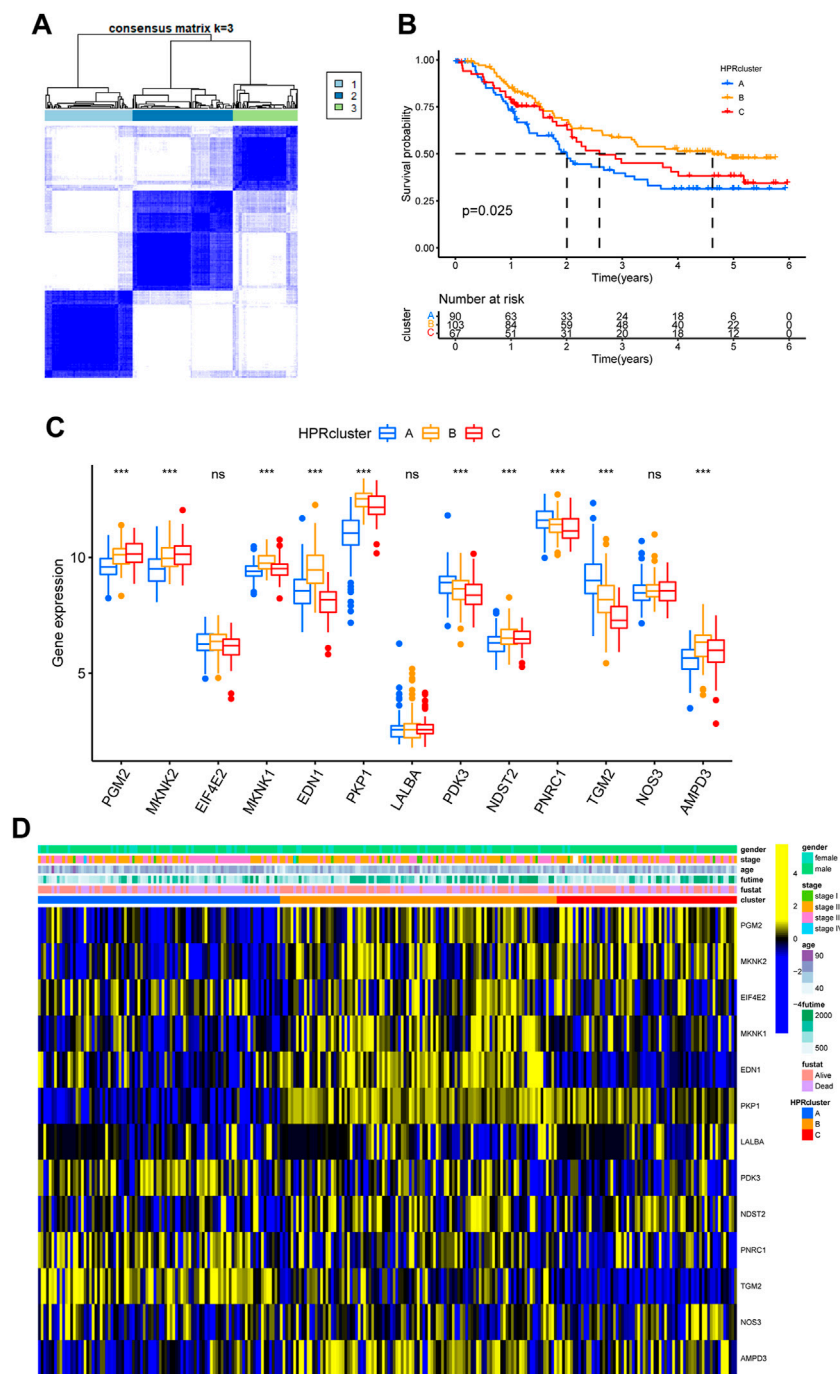 A
consensus matrix k=3
1
2
3
B
HPRcluster
A
B
C
1.00
0.75
0.50
0.25
0.00
Survival probability
p=0.025
0 1 2 3 4 5 6
Time(years)
Number at risk
cluster
A 90 63 33 24 18 6 0
B 103 84 59 48 40 22 0
C 67 51 31 20 18 12 0
0 1 2 3 4 5 6
Time(years)
C
HPRcluster A B C
*** *** ns *** *** *** ns *** *** *** *** ns ***
10
5
Gene expression
PGM2 MKNK2 EIF4E2 MKNK1 EDN1 PKP1 LALBA PDK3 NDST2 PNRC1 TGM2 NOS3 AMPD3
D
gender
stage
age
futime
fustat
cluster
PGM2
MKNK2
EIF4E2
MKNK1
EDN1
PKP1
LALBA
PDK3
NDST2
PNRC1
TGM2
NOS3
AMPD3
4
2
0
−2
−4
gender
female
male
stage
stage I
stage II
stage II
stage IV
age
90
40
futime
2000
500
fustat
Alive
Dead
HPRcluster
A
B
C